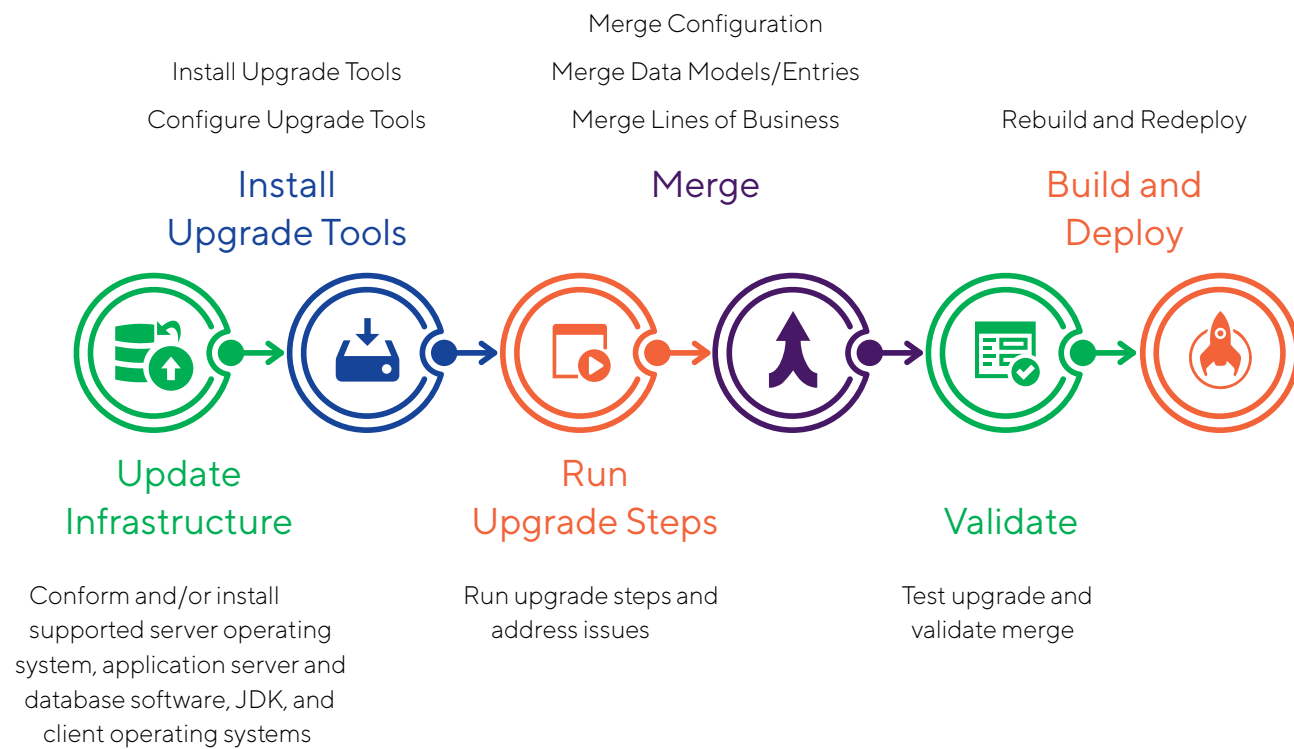 Install Upgrade Tools
Configure Upgrade Tools
Install
Upgrade Tools
Merge Configuration
Merge Data Models/Entries
Merge Lines of Business
Merge
Rebuild and Redeploy
Build and
Deploy
Update
Infrastructure
Conform and/or install
supported server operating
system, application server and
database software, JDK, and
client operating systems
Run
Upgrade Steps
Run upgrade steps and
address issues
Validate
Test upgrade and
validate merge